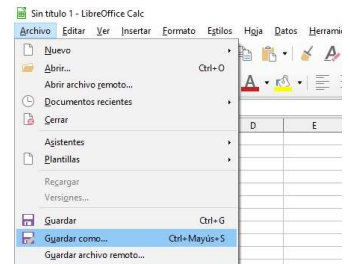 Sin título 1 - LibreOffice Calc
Archivo Editar Ver Insertar Formato Estilos Hoja Datos
Nuevo
Abrir... Ctrl+O
Abrir archivo remoto...
Documentos recientes
Cerrar
D E
Asistentes
Plantillas
Recargar
Versiones...
Guardar Ctrl+G
Guardar como... Ctrl+Mayús+S
Guardar archivo remoto...